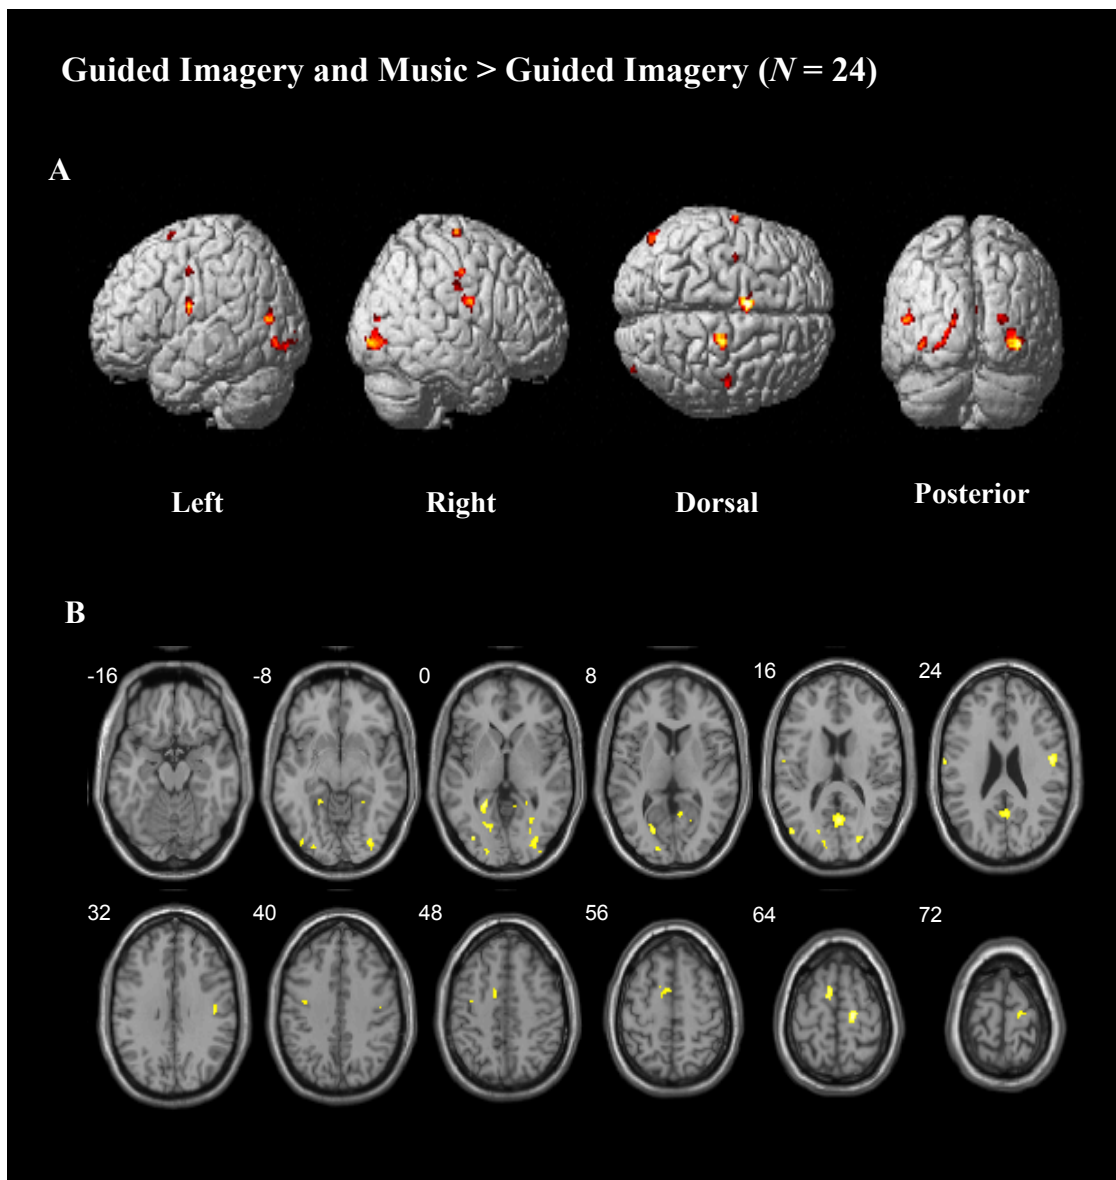 Guided Imagery and Music > Guided Imagery (N = 24)
A
Left Right Dorsal Posterior
B
-16 -8 0 8 16 24
32 40 48 56 64 72